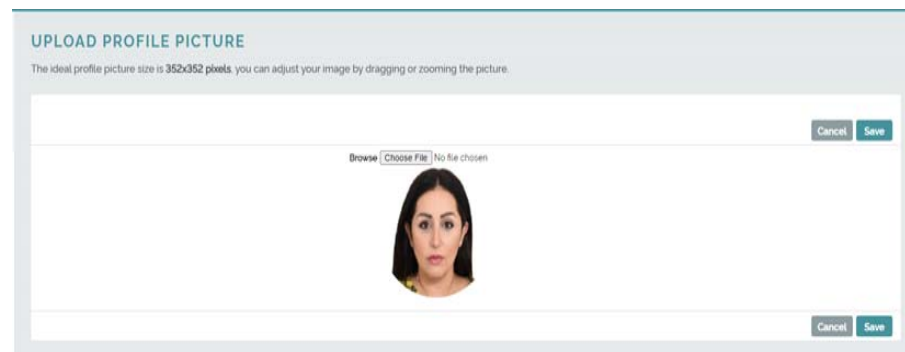 UPLOAD PROFILE PICTURE
The ideal profile picture size is 352x352 pixels, you can adjust your image by dragging or zooming the picture.
Cancel Save
Browse Choose File No file chosen
Cancel Save